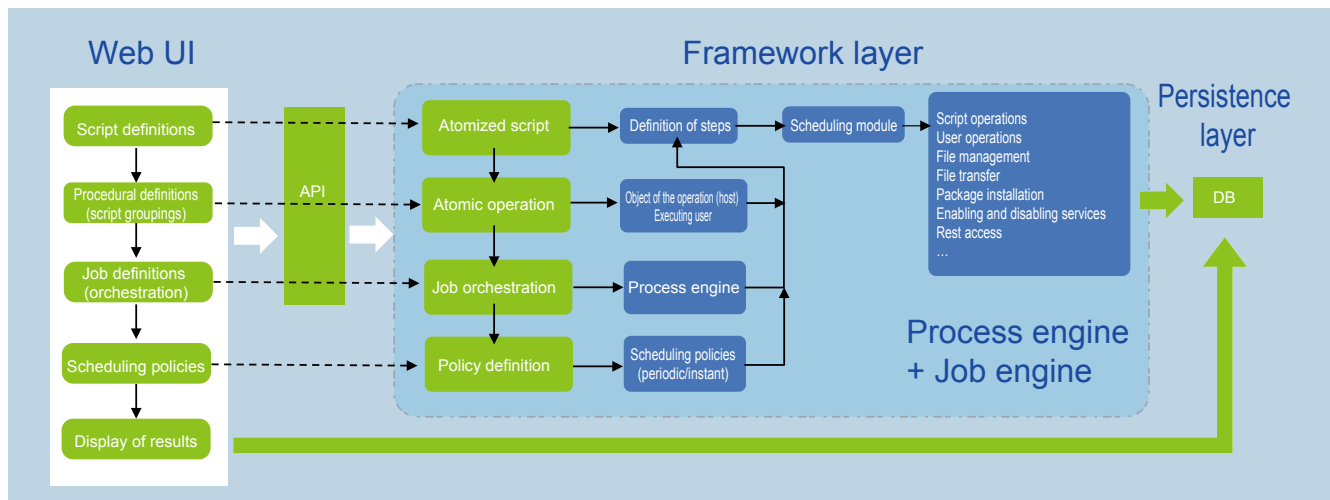 Web UI
Script definitions
Procedural definitions
(script groupings)
Job definitions
(orchestration)
Scheduling policies
Display of results
API
Framework layer
Atomized script
Definition of steps
Scheduling module
Script operations
User operations
File management
File transfer
Package installation
Enabling and disabling services
Rest access
...
Atomic operation
Object of the operation (host)
Executing user
Job orchestration
Process engine
Policy definition
Scheduling policies
(periodic/instant)
Process engine
+ Job engine
Persistence
layer
DB